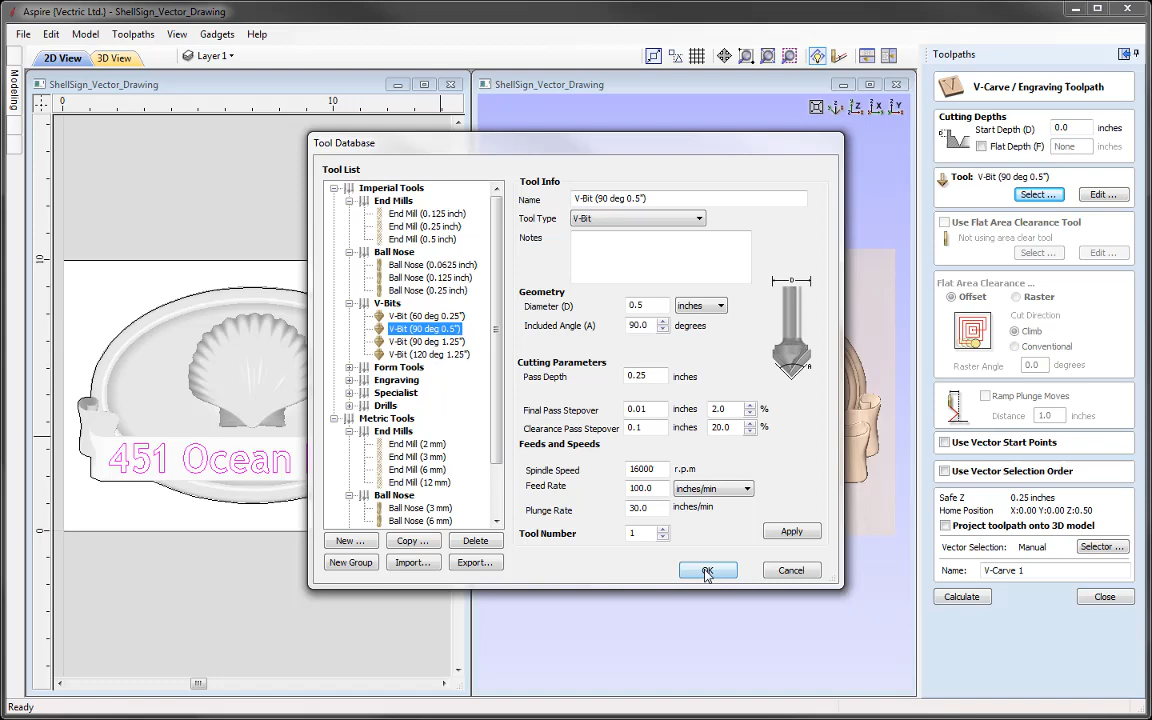 Aspire {Vectric Ltd.} - ShellSign_Vector_Drawing
File Edit Model Toolpaths View Gadgets Help
2D View 3D View Layer 1
Toolpaths
ShellSign_Vector_Drawing
ShellSign_Vector_Drawing
Modeling
0 10
10
0
451 Ocean
Tool Database
Tool List
Imperial Tools
End Mills
End Mill (0.125 inch)
End Mill (0.25 inch)
End Mill (0.5 inch)
Ball Nose
Ball Nose (0.0625 inch)
Ball Nose (0.125 inch)
Ball Nose (0.25 inch)
V-Bits
V-Bit (60 deg 0.25")
V-Bit (90 deg 0.5")
V-Bit (90 deg 1.25")
V-Bit (120 deg 1.25")
Form Tools
Engraving
Specialist
Drills
Metric Tools
End Mills
End Mill (2 mm)
End Mill (3 mm)
End Mill (6 mm)
End Mill (12 mm)
Ball Nose
Ball Nose (3 mm)
Ball Nose (6 mm)
New ... Copy ... Delete
New Group Import... Export...
Tool Info
Name V-Bit (90 deg 0.5")
Tool Type V-Bit
Notes
Geometry
Diameter (D) 0.5 inches
Included Angle (A) 90.0 degrees
D
A
Cutting Parameters
Pass Depth 0.25 inches
Final Pass Stepover 0.01 inches 2.0 %
Clearance Pass Stepover 0.1 inches 20.0 %
Feeds and Speeds
Spindle Speed 16000 r.p.m
Feed Rate 100.0 inches/min
Plunge Rate 30.0 inches/min
Tool Number 1
Apply
OK Cancel
V-Carve / Engraving Toolpath
Cutting Depths
Start Depth (D) 0.0 inches
Flat Depth (F) None inches
Tool: V-Bit (90 deg 0.5")
Select ... Edit ...
Use Flat Area Clearance Tool
Not using area clear tool
Select ... Edit ...
Flat Area Clearance ...
Offset Raster
Cut Direction
Climb
Conventional
Raster Angle 0.0 degrees
Ramp Plunge Moves
Distance 1.0 inches
Use Vector Start Points
Use Vector Selection Order
Safe Z 0.25 inches
Home Position X:0.00 Y:0.00 Z:0.50
Project toolpath onto 3D model
Vector Selection: Manual Selector ...
Name: V-Carve 1
Calculate Close
Ready